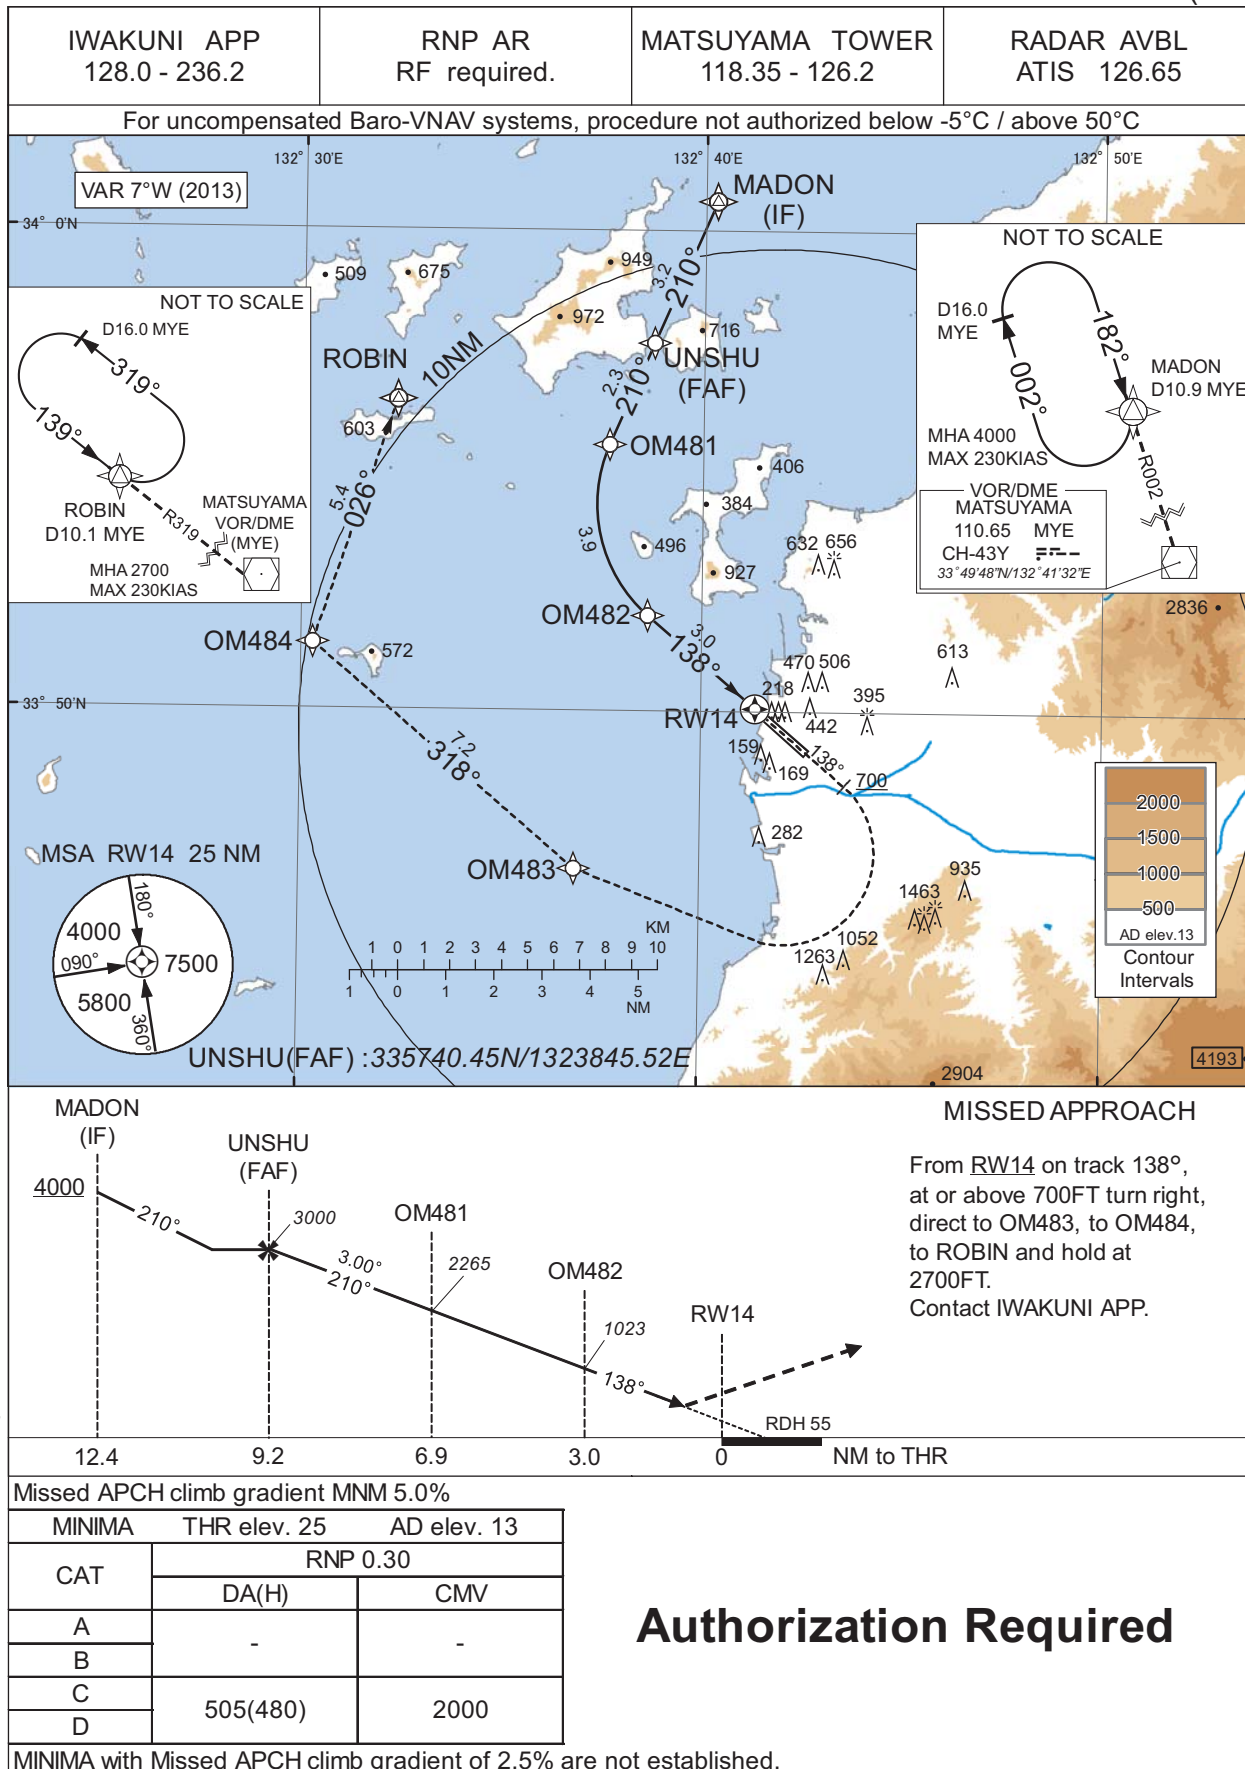 IWAKUNI APP
128.0 - 236.2
RNP AR
RF required.
MATSUYAMA TOWER
118.35 - 126.2
RADAR AVBL
ATIS 126.65
For uncompensated Baro-VNAV systems, procedure not authorized below -5°C / above 50°C
132° 30'E
132° 40'E
132° 50'E
VAR 7°W (2013)
34° 0'N
MADON
(IF)
NOT TO SCALE
D16.0
MYE
182°
002°
MADON
D10.9 MYE
MHA 4000
MAX 230KIAS
R002
VOR/DME
MATSUYAMA
110.65 MYE
CH-43Y
33°49'48"N/132°41'32"E
NOT TO SCALE
D16.0 MYE
319°
139°
ROBIN
D10.1 MYE
R319
MATSUYAMA
VOR/DME
(MYE)
MHA 2700
MAX 230KIAS
509
675
949
972
716
3.2
210°
UNSHU
(FAF)
ROBIN
10NM
603
2.3
210°
OM481
406
384
5.4
026°
3.9
496
927
632
656
OM482
OM484
572
3.0
138°
2836
613
470
506
218
395
442
33° 50'N
RW14
159
169
138°
700
7.2
318°
282
OM483
935
1463
1052
1263
2000
1500
1000
500
AD elev.13
Contour
Intervals
MSA RW14 25 NM
180°
4000
090°
7500
5800
360°
KM
1 0 1 2 3 4 5 6 7 8 9 10
1 0 1 2 3 4 5
NM
UNSHU(FAF) :335740.45N/1323845.52E
4193
2904
MADON
(IF)
UNSHU
(FAF)
4000
210°
3000
OM481
3.00°
210°
2265
OM482
1023
RW14
138°
RDH 55
12.4
9.2
6.9
3.0
0
NM to THR
MISSED APPROACH
From RW14 on track 138°,
at or above 700FT turn right,
direct to OM483, to OM484,
to ROBIN and hold at
2700FT.
Contact IWAKUNI APP.
Missed APCH climb gradient MNM 5.0%
MINIMA THR elev. 25 AD elev. 13
CAT
RNP 0.30
DA(H) CMV
A
B
- -
C
D
505(480) 2000
Authorization Required
MINIMA with Missed APCH climb gradient of 2.5% are not established.